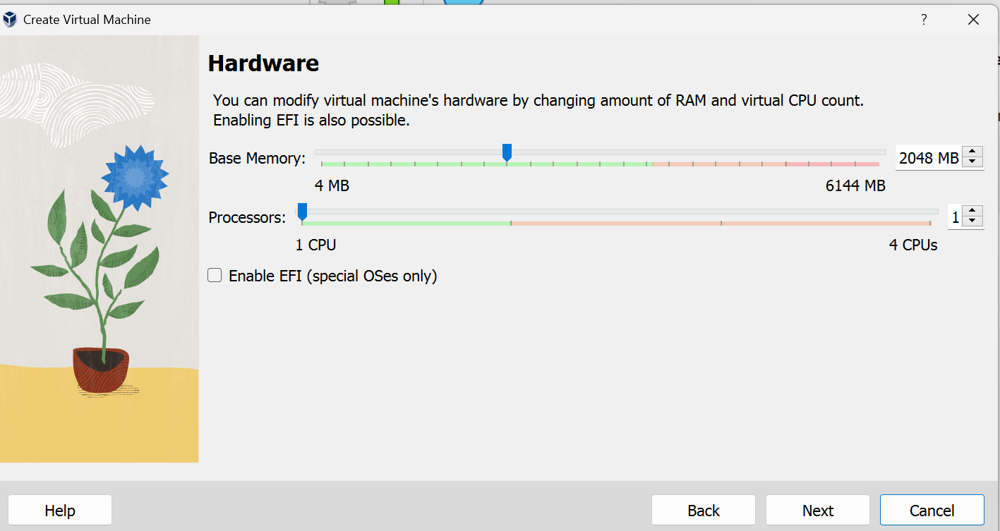 Create Virtual Machine
?
Hardware
You can modify virtual machine's hardware by changing amount of RAM and virtual CPU count.
Enabling EFI is also possible.
Base Memory: 2048 MB
4 MB 6144 MB
Processors: 1
1 CPU 4 CPUs
Enable EFI (special OSes only)
Help Back Next Cancel